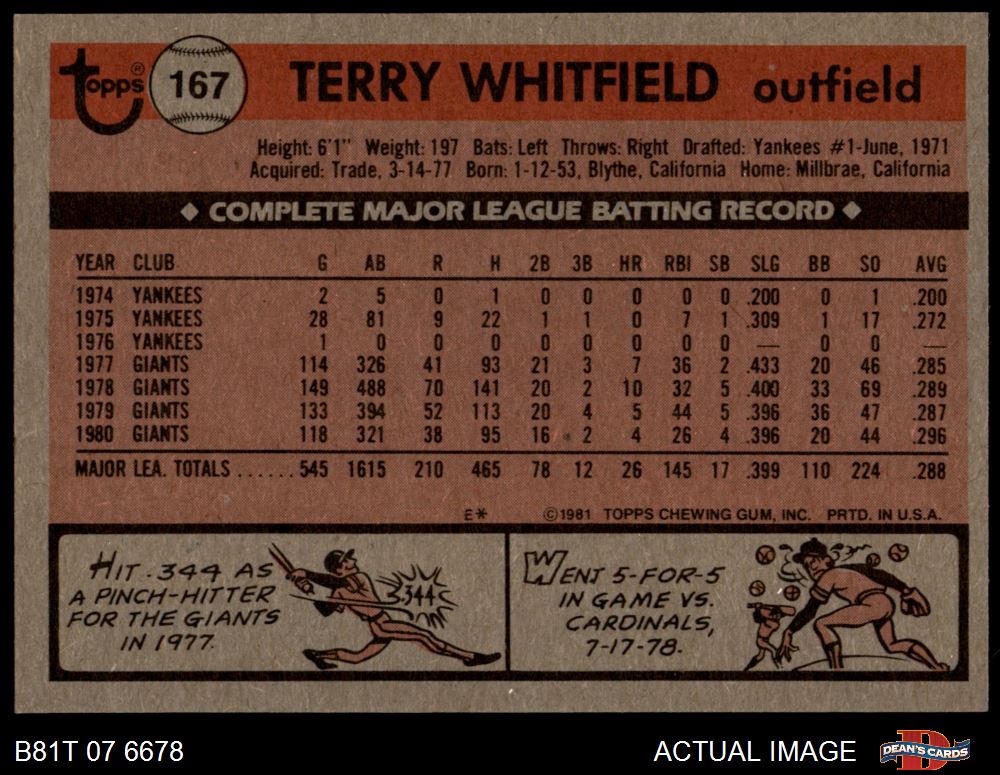 Topps® 167 TERRY WHITFIELD outfield
Height: 6'1" Weight: 197 Bats: Left Throws: Right Drafted: Yankees #1-June, 1971
Acquired: Trade, 3-14-77 Born: 1-12-53, Blythe, California Home: Millbrae, California
◆ COMPLETE MAJOR LEAGUE BATTING RECORD ◆
YEAR CLUB G AB R H 2B 3B HR RBI SB SLG BB SO AVG
1974 YANKEES 2 5 0 1 0 0 0 0 0 .200 0 1 .200
1975 YANKEES 28 81 9 22 1 1 0 7 1 .309 1 17 .272
1976 YANKEES 1 0 0 0 0 0 0 0 0 — 0 0 —
1977 GIANTS 114 326 41 93 21 3 7 36 2 .433 20 46 .285
1978 GIANTS 149 488 70 141 20 2 10 32 5 .400 33 69 .289
1979 GIANTS 133 394 52 113 20 4 5 44 5 .396 36 47 .287
1980 GIANTS 118 321 38 95 16 2 4 26 4 .396 20 44 .296
MAJOR LEA. TOTALS ...... 545 1615 210 465 78 12 26 145 17 .399 110 224 .288
E* ©1981 TOPPS CHEWING GUM, INC. PRTD. IN U.S.A.
HIT .344 AS
A PINCH-HITTER
FOR THE GIANTS
IN 1977.
.344
WENT 5-FOR-5
IN GAME VS.
CARDINALS,
7-17-78.
B81T 07 6678 ACTUAL IMAGE DEAN'S CARDS